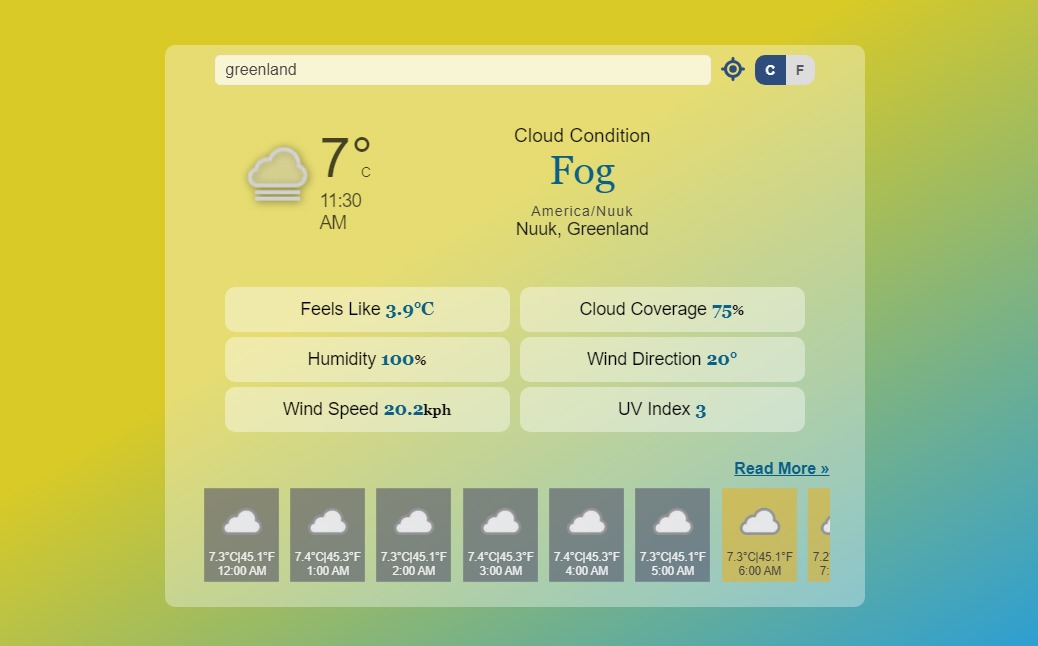 greenland
C F
7°
C
11:30
AM
Cloud Condition
Fog
America/Nuuk
Nuuk, Greenland
Feels Like 3.9°C
Cloud Coverage 75%
Humidity 100%
Wind Direction 20°
Wind Speed 20.2kph
UV Index 3
Read More »
7.3°C|45.1°F
12:00 AM
7.4°C|45.3°F
1:00 AM
7.3°C|45.1°F
2:00 AM
7.4°C|45.3°F
3:00 AM
7.4°C|45.3°F
4:00 AM
7.3°C|45.1°F
5:00 AM
7.3°C|45.1°F
6:00 AM
7.2°
7: